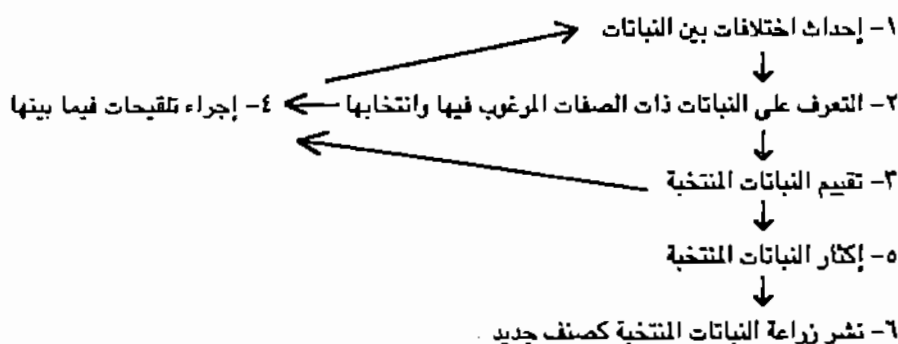 ١- إحداث اختلافات بين النباتات
٢- التعرف على النباتات ذات الصفات المرغوب فيها وانتخابها
٤- إجراء تلقيحات فيما بينها
٣- تقييم النباتات المنتخبة
٥- إكثار النباتات المنتخبة
٦- نشر زراعة النباتات المنتخبة كصنف جديد .